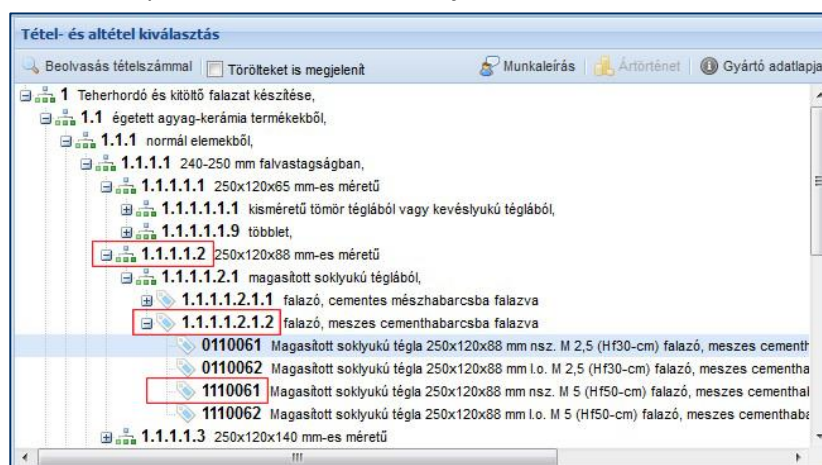 Tétel- és altétel kiválasztás
Beolvasás tételszámmal Törölteket is megjelenít Munkaleírás Ártörténet Gyártó adatlapja
1 Teherhordó és kitöltő falazat készítése,
1.1 égetett agyag-kerámia termékekből,
1.1.1 normál elemekből,
1.1.1.1 240-250 mm falvastagságban,
1.1.1.1.1 250x120x65 mm-es méretű
1.1.1.1.1.1 kisméretű tömör téglából vagy kevéslyukú téglából,
1.1.1.1.1.9 többlet,
1.1.1.1.2 250x120x88 mm-es méretű
1.1.1.1.2.1 magasított soklyukú téglából,
1.1.1.1.2.1.1 falazó, cementes mészhabarcsba falazva
1.1.1.1.2.1.2 falazó, meszes cementhabarcsba falazva
0110061 Magasított soklyukú tégla 250x120x88 mm nsz. M 2,5 (Hf30-cm) falazó, meszes cementh
0110062 Magasított soklyukú tégla 250x120x88 mm I.o. M 2,5 (Hf30-cm) falazó, meszes cementha
1110061 Magasított soklyukú tégla 250x120x88 mm nsz. M 5 (Hf50-cm) falazó, meszes cementhal
1110062 Magasított soklyukú tégla 250x120x88 mm I.o. M 5 (Hf50-cm) falazó, meszes cementhaba
1.1.1.1.3 250x120x140 mm-es méretű